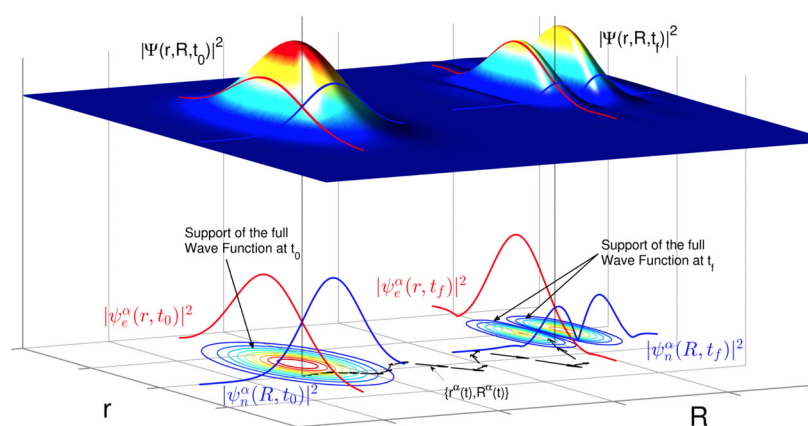 |Ψ(r,R,t₀)|²
|Ψ(r,R,t_f)|²
Support of the full
Wave Function at t₀
Support of the full
Wave Function at t_f
|ψ_e^α(r, t_f)|²
|ψ_e^α(r, t₀)|²
|ψ_n^α(R, t_f)|²
|ψ_n^α(R, t₀)|²
{r^α(t),R^α(t)}
r
R